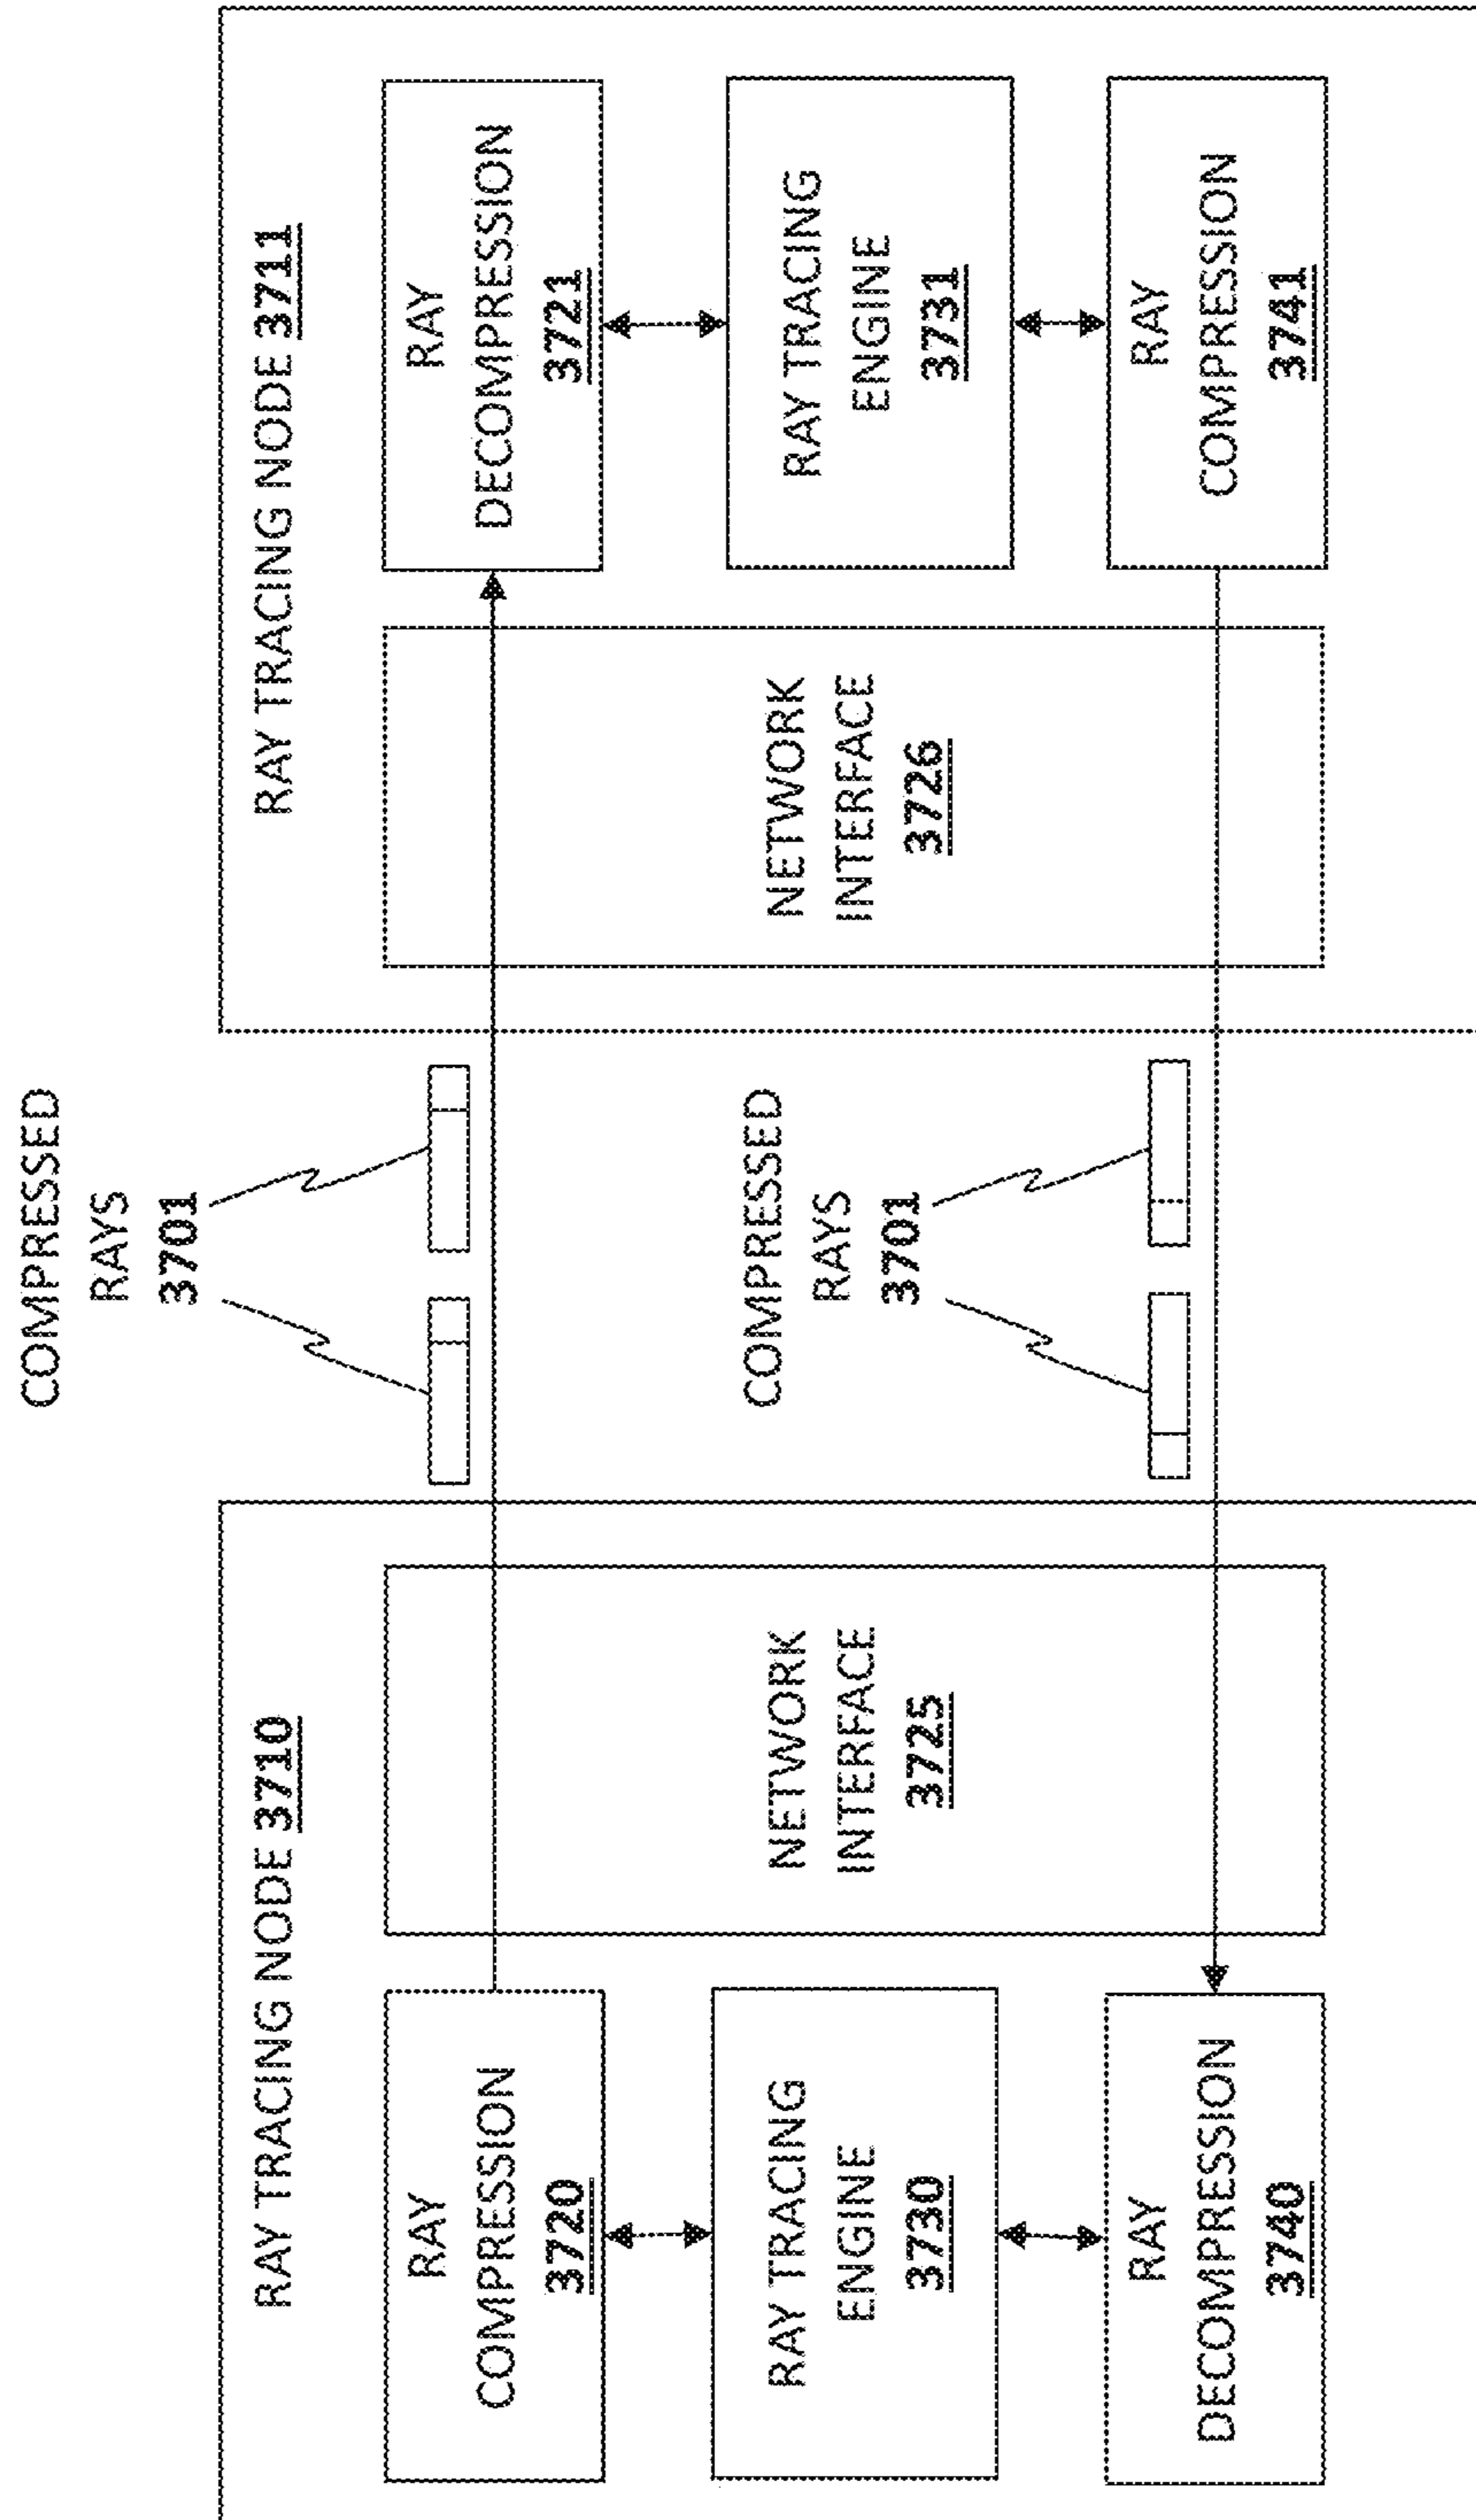 COMPRESSED
RAYS
3701
RAY TRACING NODE 3710
RAY
COMPRESSION
3720
RAY TRACING
ENGINE
3730
RAY
DECOMPRESSION
3740
NETWORK
INTERFACE
3725
COMPRESSED
RAYS
3701
RAY TRACING NODE 3711
NETWORK
INTERFACE
3726
RAY
DECOMPRESSION
3721
RAY TRACING
ENGINE
3731
RAY
COMPRESSION
3741